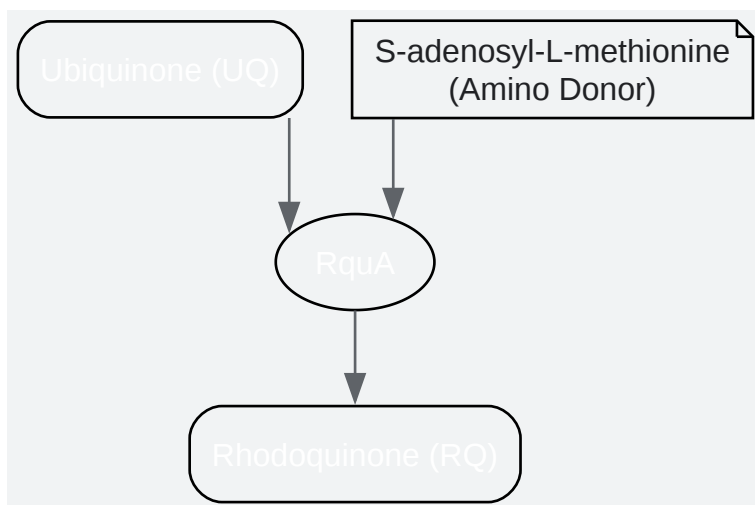 Ubiquinone (UQ)
S-adenosyl-L-methionine
(Amino Donor)
RquA
Rhodoquinone (RQ)